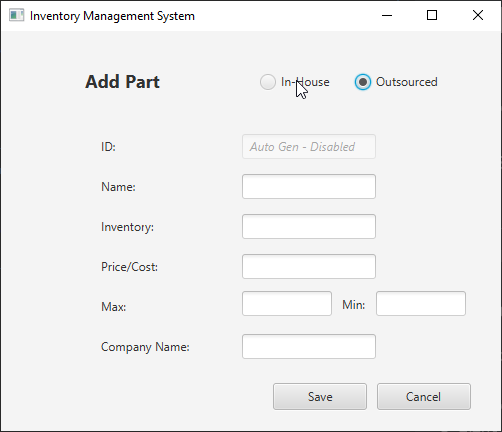 Inventory Management System
Add Part In-House Outsourced
ID: Auto Gen - Disabled
Name:
Inventory:
Price/Cost:
Max: Min:
Company Name:
Save Cancel